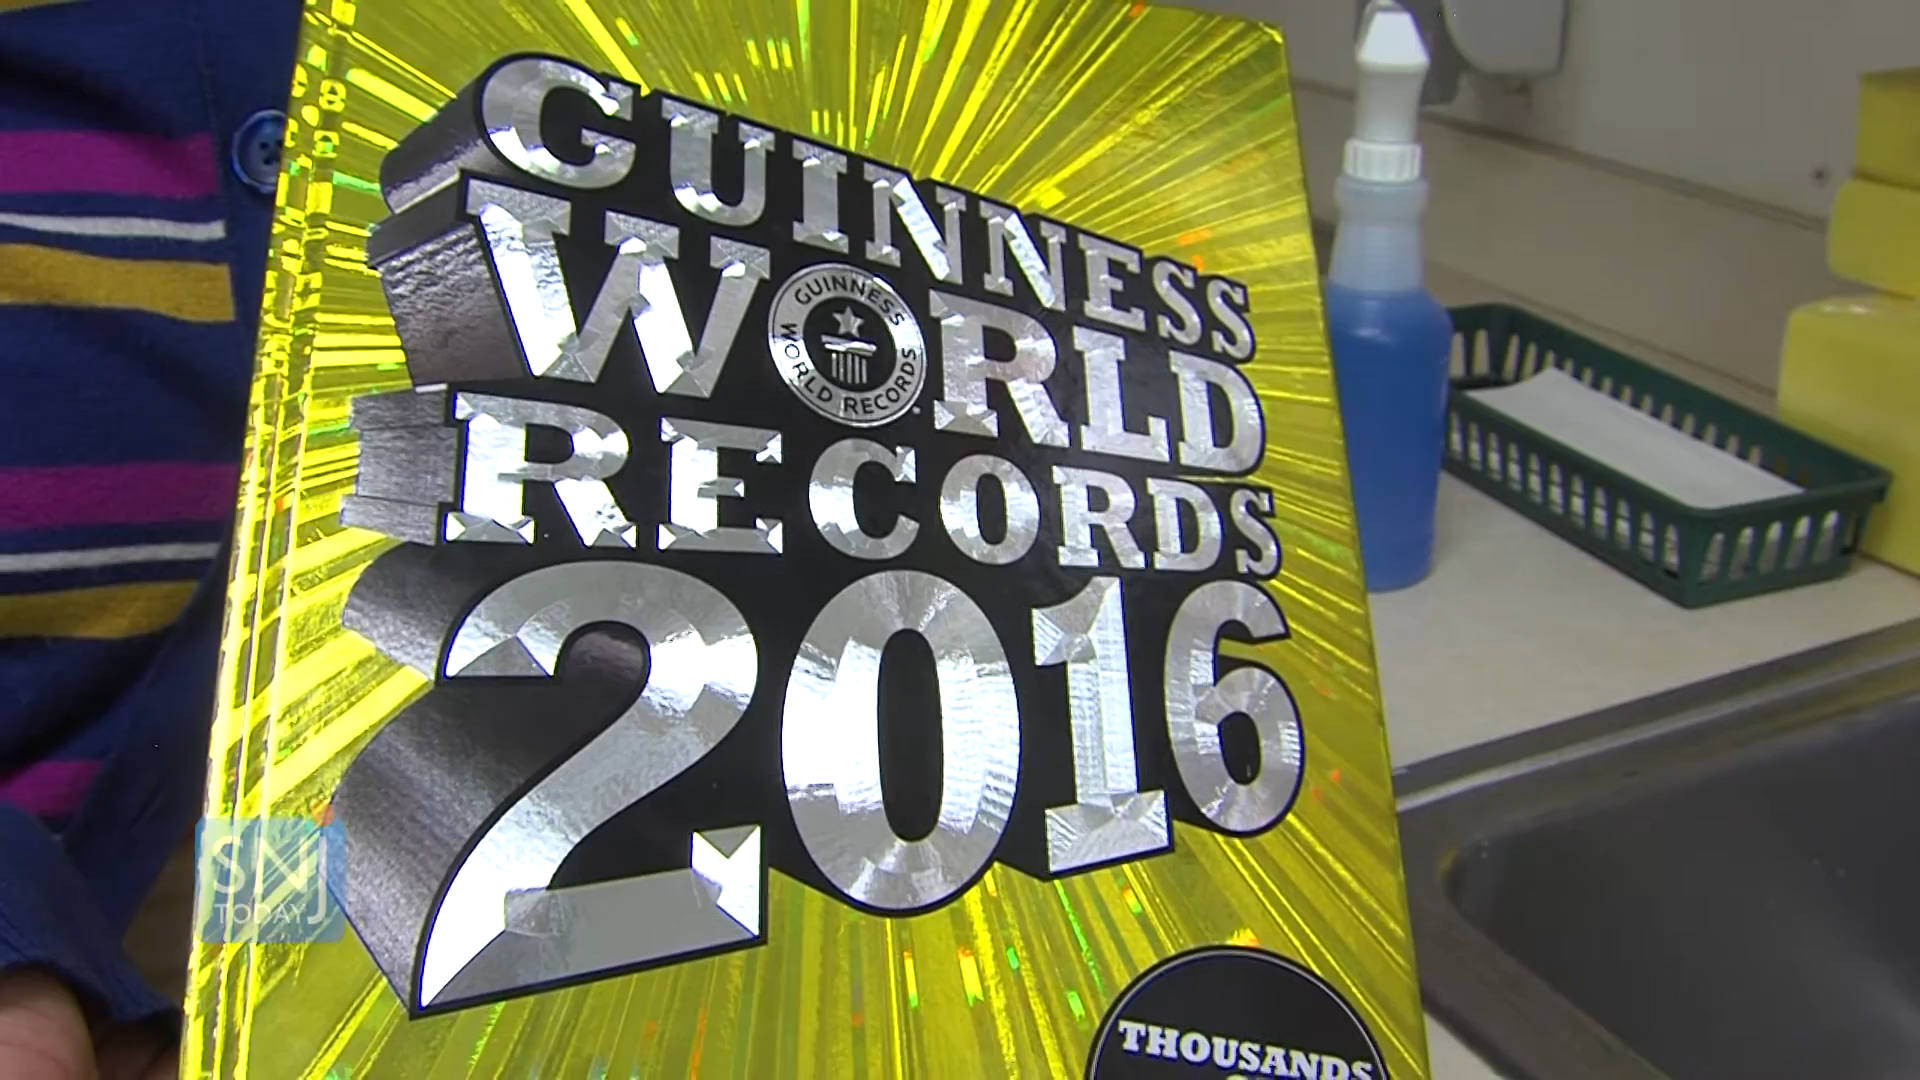 GUINNESS
WORLD
RECORDS
2016
GUINNESS
WORLD RECORDS
THOUSANDS
SNJ
TODAY